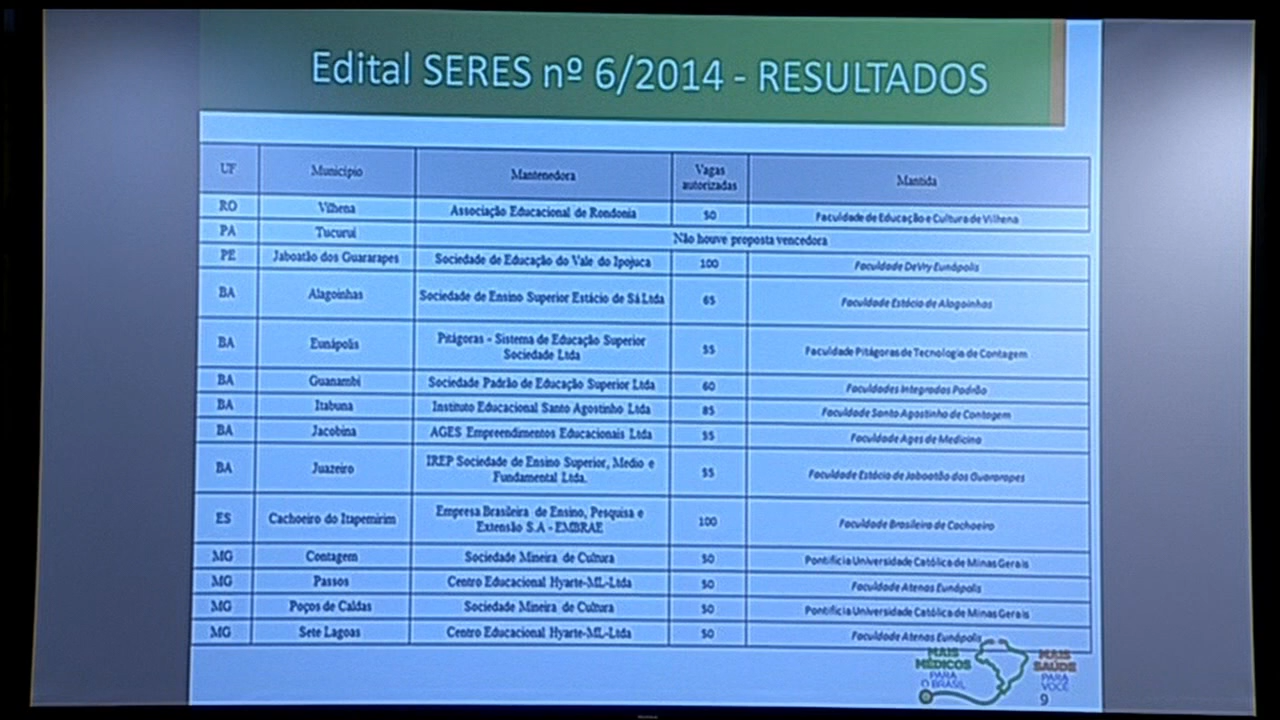 Edital SERES nº 6/2014 - RESULTADOS
UF Município Mantenedora Vagas autorizadas Mantida
RO Vilhena Associação Educacional de Rondonia 50 Faculdade de Educação e Cultura de Vilhena
PA Tucuruí Não houve proposta vencedora
PE Jaboatão dos Guararapes Sociedade de Educação do Vale do Ipojuca 100 Faculdade DeVry Eunápolis
BA Alagoinhas Sociedade de Ensino Superior Estácio de Sá Ltda 65 Faculdade Estácio de Alagoinhas
BA Eunápolis Pitágoras - Sistema de Educação Superior Sociedade Ltda 55 Faculdade Pitágoras de Tecnologia de Contagem
BA Guanambi Sociedade Padrão de Educação Superior Ltda 60 Faculdades Integradas Padrão
BA Itabuna Instituto Educacional Santo Agostinho Ltda 85 Faculdade Santo Agostinho de Contagem
BA Jacobina AGES Empreendimentos Educacionais Ltda 55 Faculdade Ages de Medicina
BA Juazeiro IREP Sociedade de Ensino Superior, Medio e Fundamental Ltda. 55 Faculdade Estácio de Jaboatão dos Guararapes
ES Cachoeiro do Itapemirim Empresa Brasileira de Ensino, Pesquisa e Extensão S.A - EMBRAE 100 Faculdade Brasileira de Cachoeiro
MG Contagem Sociedade Mineira de Cultura 50 Pontifícia Universidade Católica de Minas Gerais
MG Passos Centro Educacional Hyarte-ML-Ltda 50 Faculdade Atenas Eunápolis
MG Poços de Caldas Sociedade Mineira de Cultura 50 Pontifícia Universidade Católica de Minas Gerais
MG Sete Lagoas Centro Educacional Hyarte-ML-Ltda 50 Faculdade Atenas Eunápolis
MAIS MÉDICOS PARA O BRASIL
MAIS SAÚDE PARA VOCÊ
9